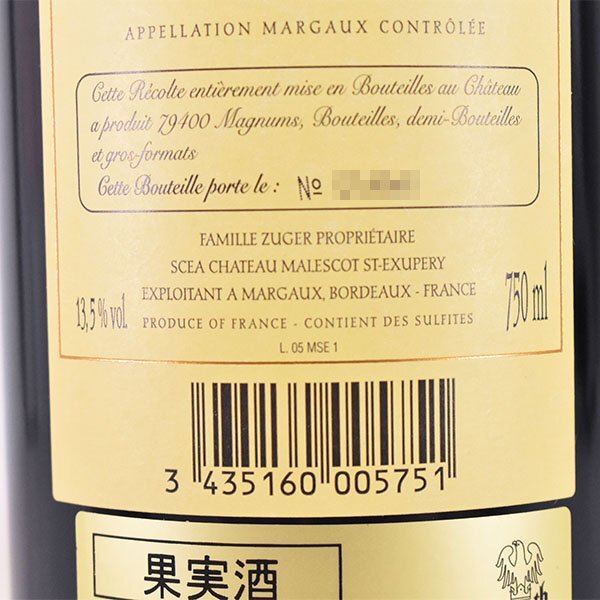 APPELLATION MARGAUX CONTRÔLÉE
Cette Récolte entièrement mise en Bouteilles au Château
a produit 79400 Magnums, Bouteilles, demi-Bouteilles
et gros-formats
Cette Bouteille porte le : No
FAMILLE ZUGER PROPRIÉTAIRE
SCEA CHATEAU MALESCOT ST-EXUPERY
EXPLOITANT A MARGAUX, BORDEAUX - FRANCE
13,5 % vol.
750 ml
PRODUCE OF FRANCE - CONTIENT DES SULFITES
L. 05 MSE 1
3 435160 005751
果実酒
th